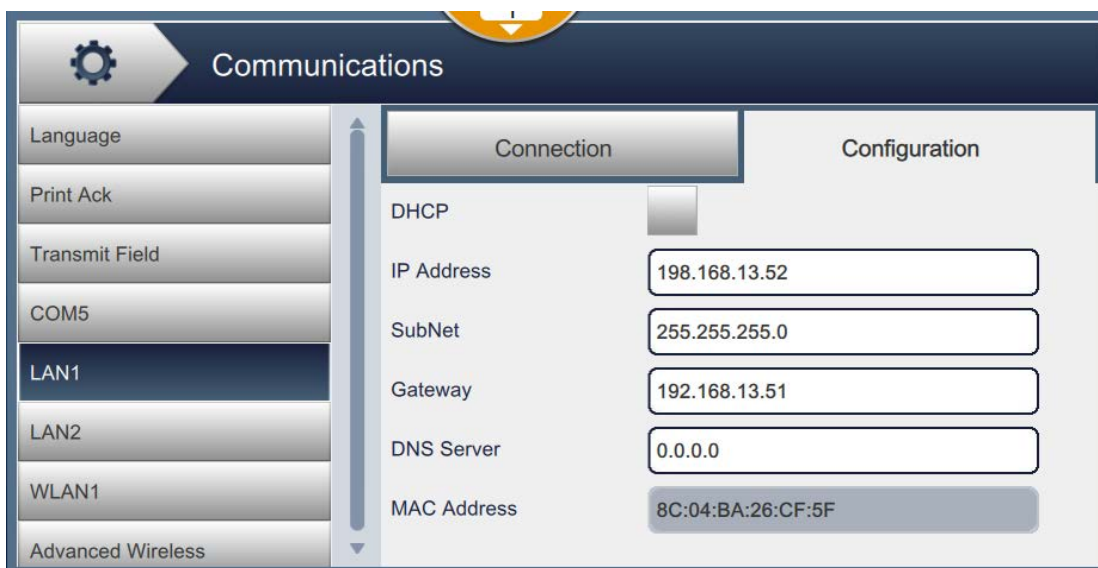 Communications
Language
Print Ack
Transmit Field
COM5
LAN1
LAN2
WLAN1
Advanced Wireless
Connection
Configuration
DHCP
IP Address 198.168.13.52
SubNet 255.255.255.0
Gateway 192.168.13.51
DNS Server 0.0.0.0
MAC Address 8C:04:BA:26:CF:5F